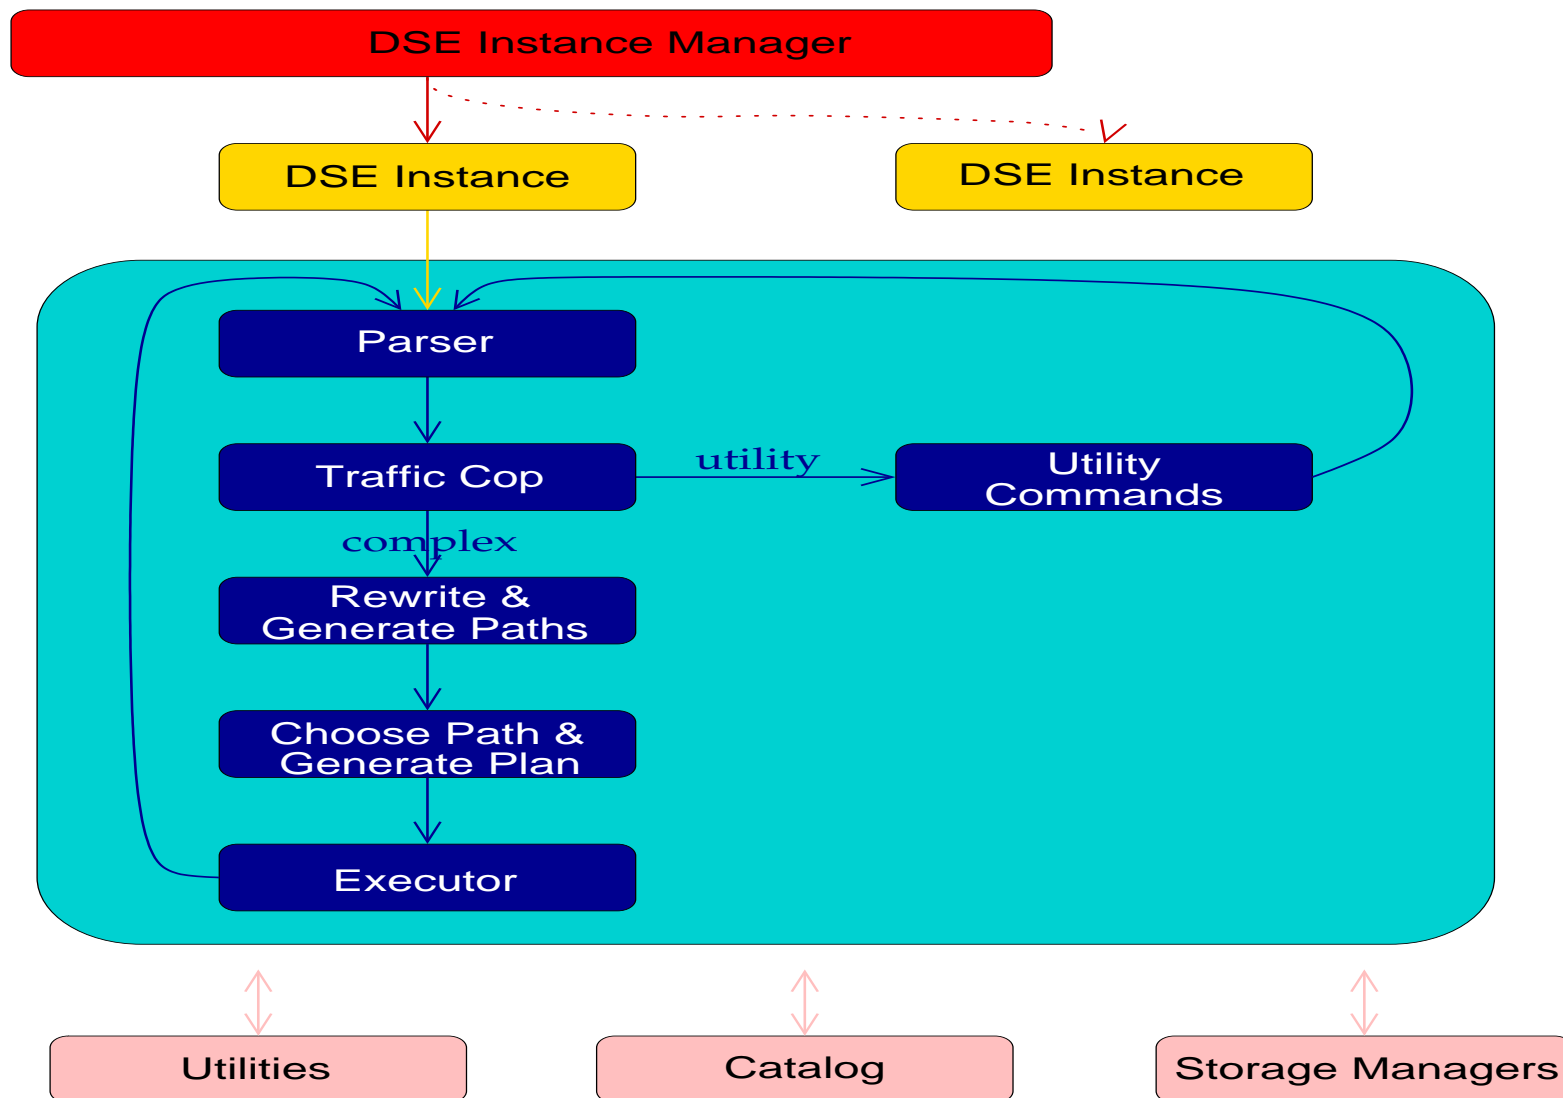 DSE Instance Manager
DSE Instance
DSE Instance
Parser
Traffic Cop
utility
Utility
Commands
complex
Rewrite &
Generate Paths
Choose Path &
Generate Plan
Executor
Utilities
Catalog
Storage Managers